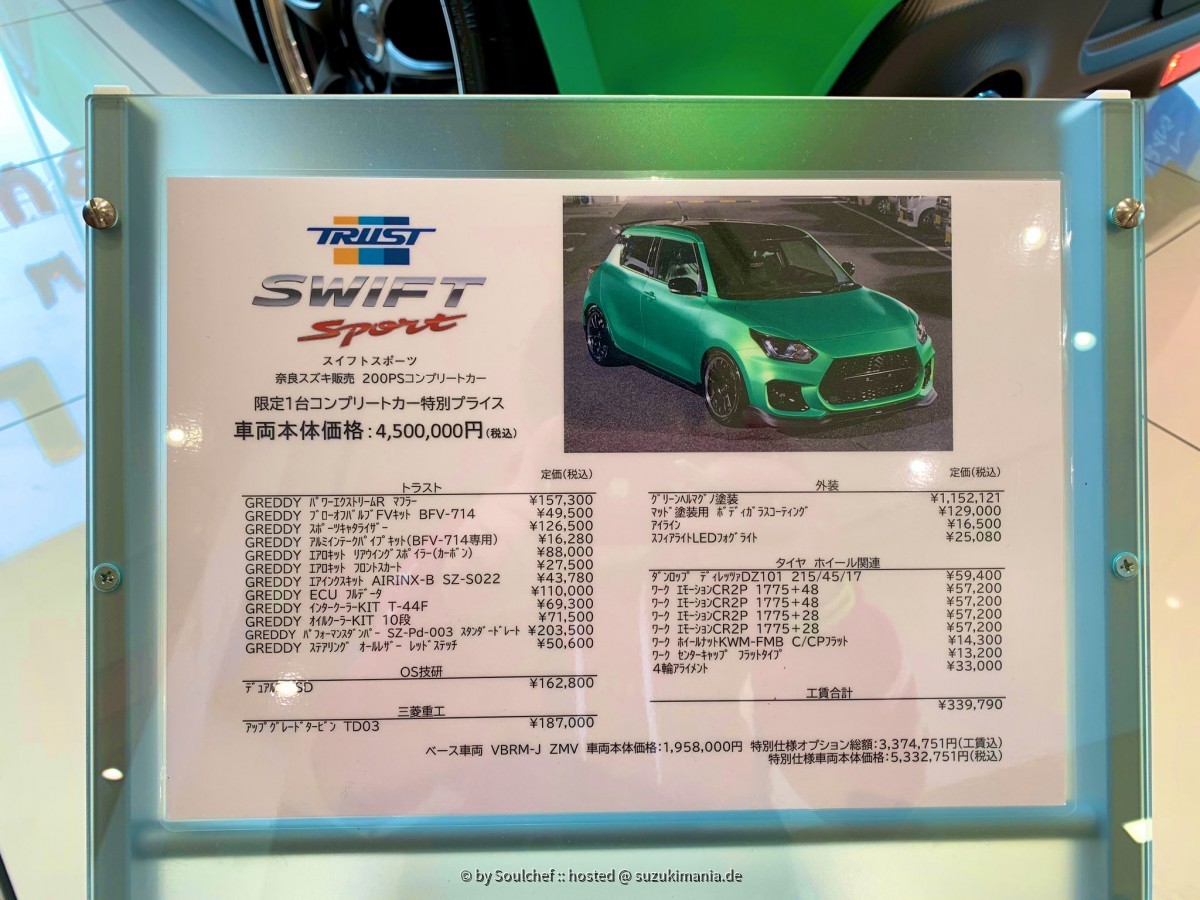 TRUST
SWIFT
Sport
スイフトスポーツ
奈良スズキ販売 200PSコンプリートカー
限定1台コンプリートカー特別プライス
車両本体価格:4,500,000円(税込)
定価(税込)
トラスト
GREDDY パワーエクストリームR マフラー ¥157,300
GREDDY ブローオフバルブFVキット BFV-714 ¥49,500
GREDDY スポーツキャタライザー ¥126,500
GREDDY アルミインテークパイプキット(BFV-714専用) ¥16,280
GREDDY エアロキット リアウイングスポイラー(カーボン) ¥88,000
GREDDY エアロキット フロントスカート ¥27,500
GREDDY エアインクスキット AIRINX-B SZ-S022 ¥43,780
GREDDY ECU フルデータ ¥110,000
GREDDY インタークーラーKIT T-44F ¥69,300
GREDDY オイルクーラーKIT 10段 ¥71,500
GREDDY パフォーマンスダンパー SZ-Pd-003 スタンダードレート ¥203,500
GREDDY ステアリング オールレザー レッドステッチ ¥50,600
OS技研
デュアル SD ¥162,800
三菱重工
アップグレードタービン TD03 ¥187,000
定価(税込)
外装
グリーンヘルマグノ塗装 ¥1,152,121
マッド塗装用 ボディガラスコーティング ¥129,000
アイライン ¥16,500
スフィアライトLEDフォグライト ¥25,080
タイヤ ホイール関連
ダンロップ ディレッツァDZ101 215/45/17 ¥59,400
ワーク エモーションCR2P 1775+48 ¥57,200
ワーク エモーションCR2P 1775+48 ¥57,200
ワーク エモーションCR2P 1775+28 ¥57,200
ワーク エモーションCR2P 1775+28 ¥57,200
ワーク ホイールナットKWM-FMB C/CPフラット ¥14,300
ワーク センターキャップ フラットタイプ ¥13,200
4輪アライメント ¥33,000
工賃合計
¥339,790
ベース車両 VBRM-J ZMV 車両本体価格:1,958,000円 特別仕様オプション総額:3,374,751円(工賃込)
特別仕様車両本体価格:5,332,751円(税込)
© by Soulchef :: hosted @ suzukimania.de